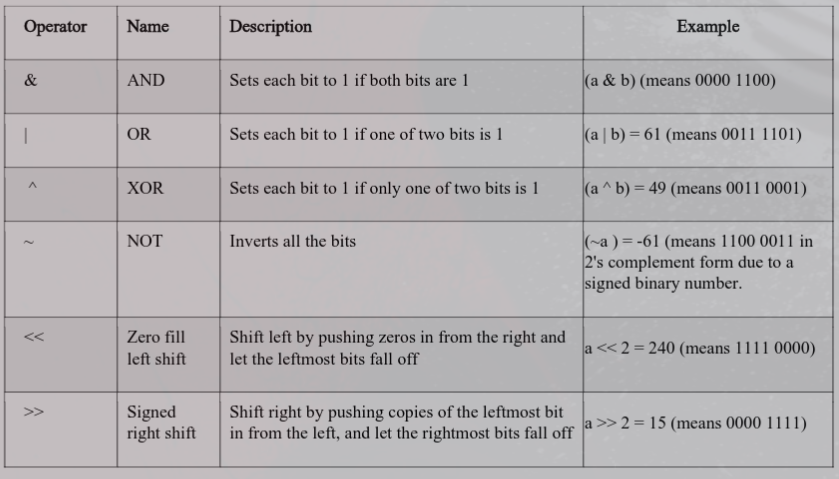 Operator Name Description Example
& AND Sets each bit to 1 if both bits are 1 (a & b) (means 0000 1100)
| OR Sets each bit to 1 if one of two bits is 1 (a | b) = 61 (means 0011 1101)
^ XOR Sets each bit to 1 if only one of two bits is 1 (a ^ b) = 49 (means 0011 0001)
~ NOT Inverts all the bits (~a ) = -61 (means 1100 0011 in
2's complement form due to a
signed binary number.
<< Zero fill
left shift
Shift left by pushing zeros in from the right and
let the leftmost bits fall off
a << 2 = 240 (means 1111 0000)
>> Signed
right shift
Shift right by pushing copies of the leftmost bit
in from the left, and let the rightmost bits fall off
a >> 2 = 15 (means 0000 1111)